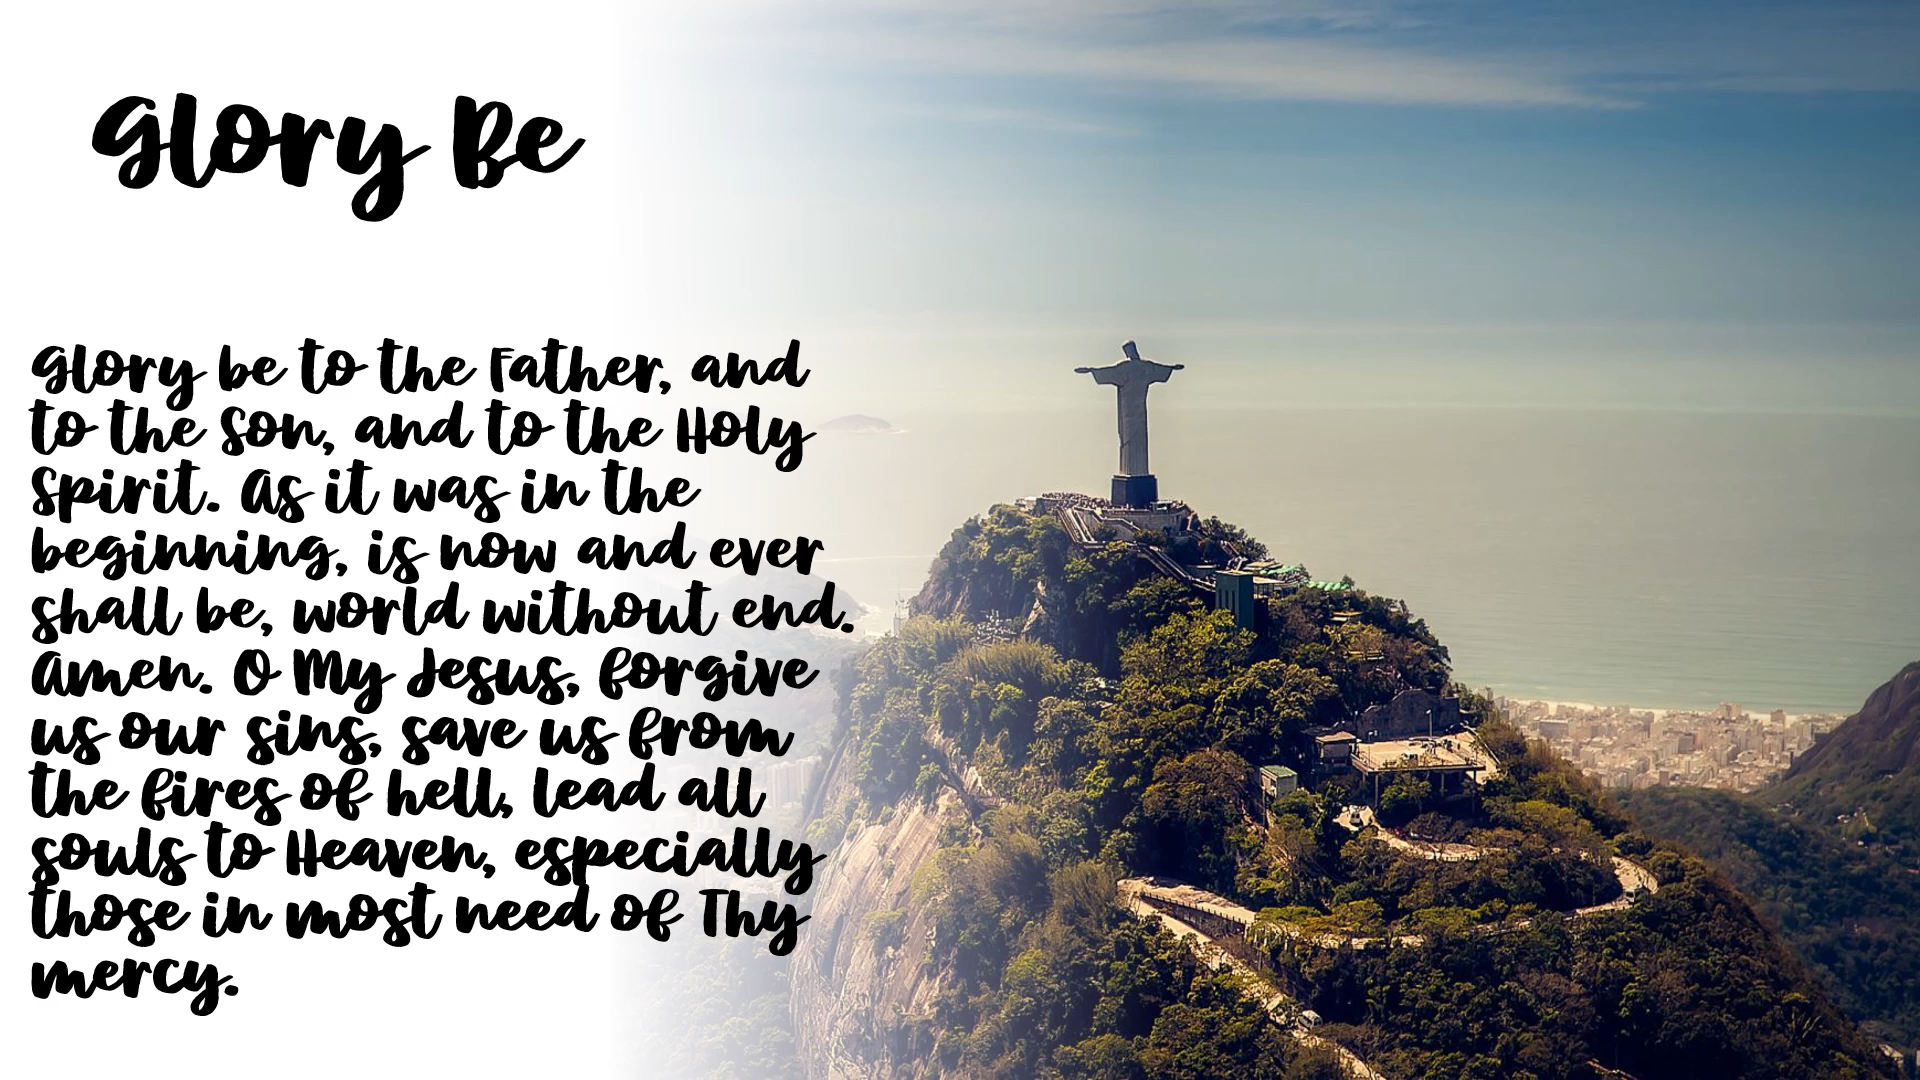 Glory Be
Glory be to the Father, and
to the Son, and to the Holy
Spirit. As it was in the
beginning, is now and ever
shall be, world without end.
Amen. O My Jesus, forgive
us our sins, save us from
the fires of hell, lead all
souls to Heaven, especially
those in most need of Thy
mercy.